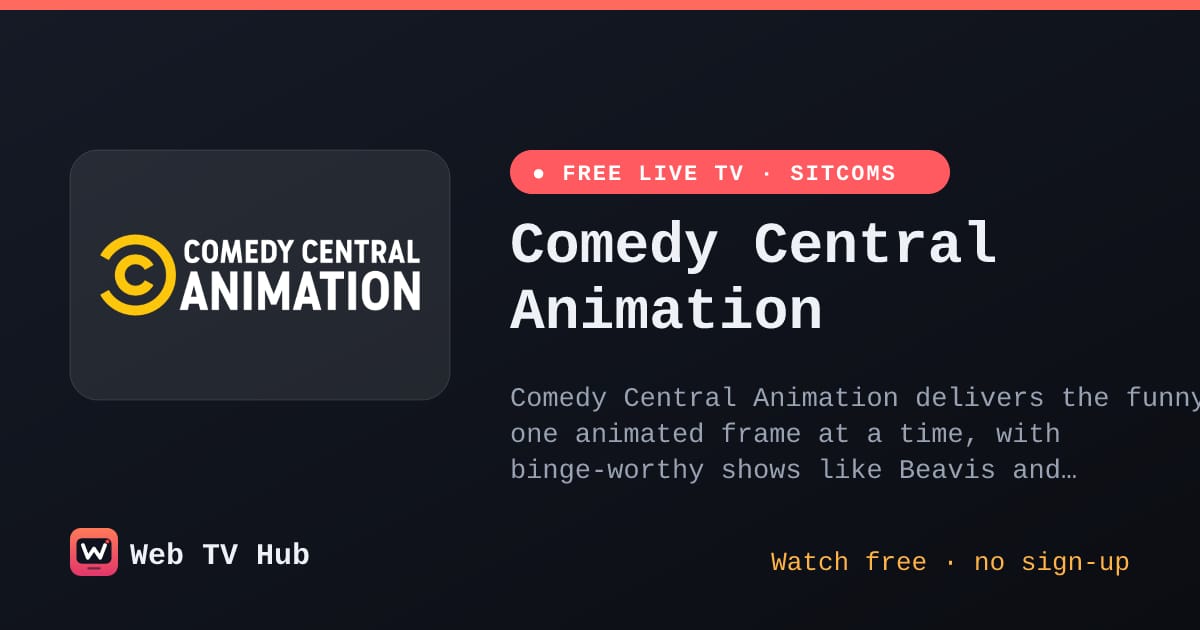 COMEDY CENTRAL
ANIMATION
• FREE LIVE TV · SITCOMS
Comedy Central
Animation
Comedy Central Animation delivers the funny
one animated frame at a time, with
binge-worthy shows like Beavis and…
Web TV Hub
Watch free · no sign-up